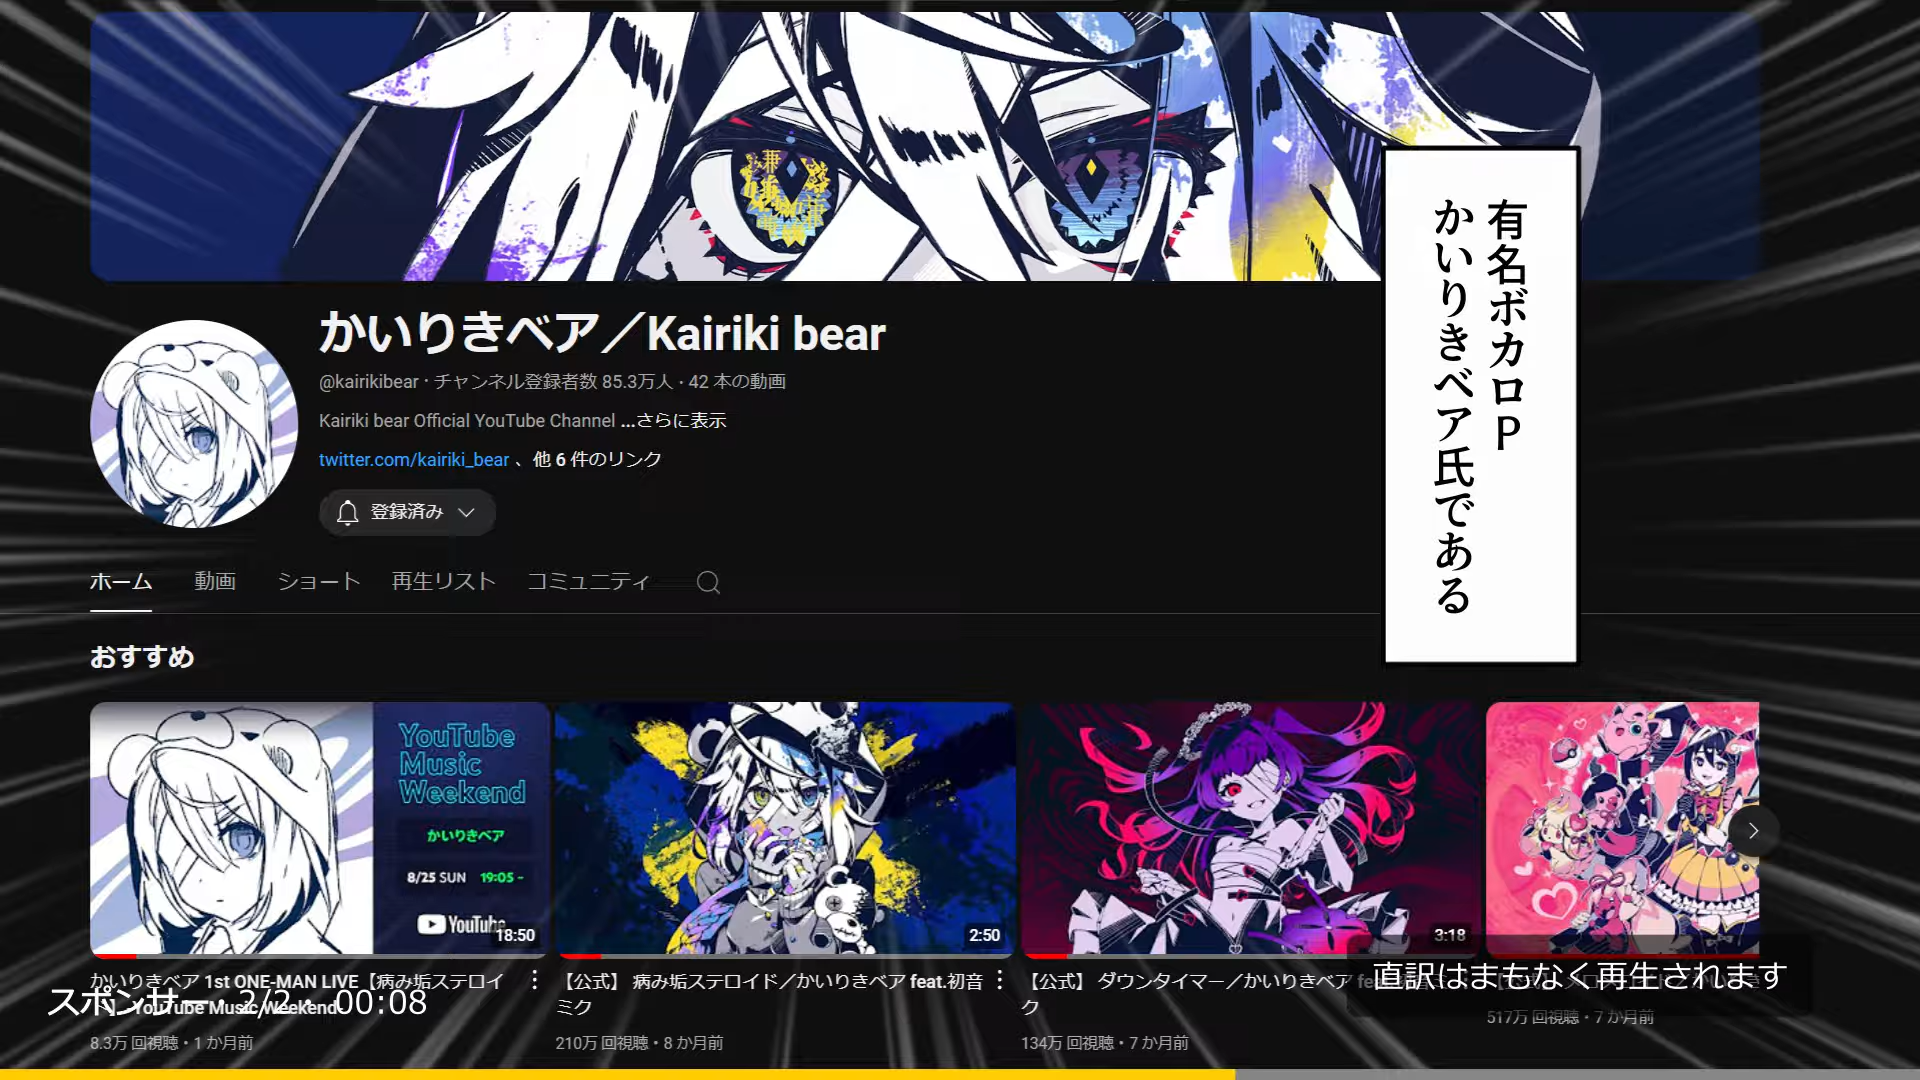 有名ボカロP
かいりきベア氏である
かいりきベア／Kairiki bear
@kairikibear・チャンネル登録者数 85.3万人・42 本の動画
Kairiki bear Official YouTube Channel ...さらに表示
twitter.com/kairiki_bear 、他 6 件のリンク
登録済み
ホーム 動画 ショート 再生リスト コミュニティ
おすすめ
YouTube
Music
Weekend
かいりきベア
8/25 SUN 19:05 -
YouTube
18:50
2:50
3:18
かいりきベア 1st ONE-MAN LIVE【病み垢ステロイ
YouTube Music Weekend
8.3万 回視聴・1 か月前
【公式】 病み垢ステロイド／かいりきベア feat.初音
ミク
210万 回視聴・8 か月前
【公式】 ダウンタイマー／かいりきベア
ク
134万 回視聴・7 か月前
517万 回視聴・7 か月前
スポンサー・2/2・ 00:08
直訳はまもなく再生されます